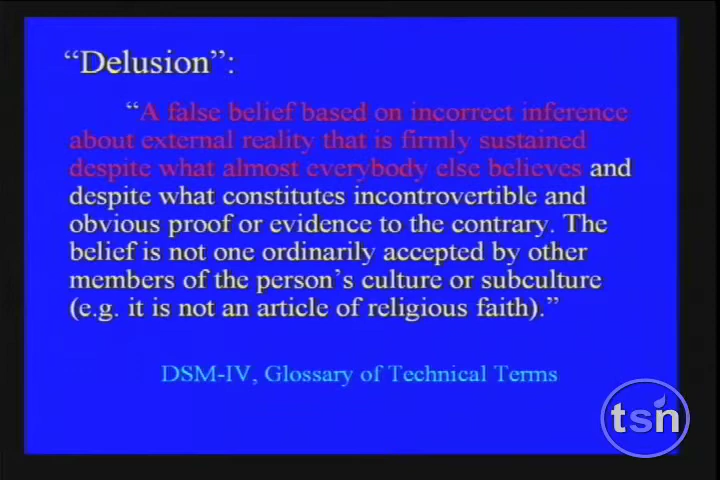 “Delusion”:
“A false belief based on incorrect inference
about external reality that is firmly sustained
despite what almost everybody else believes and
despite what constitutes incontrovertible and
obvious proof or evidence to the contrary. The
belief is not one ordinarily accepted by other
members of the person’s culture or subculture
(e.g. it is not an article of religious faith).”
DSM-IV, Glossary of Technical Terms
tsn